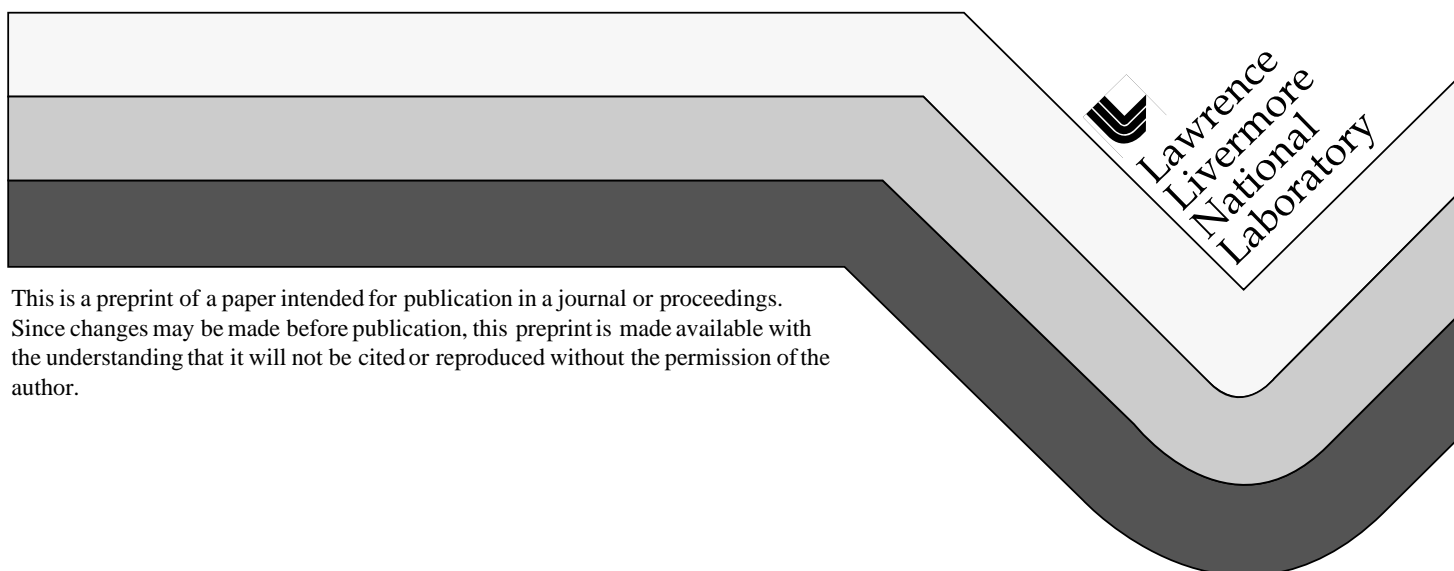 Lawrence
Livermore
National
Laboratory
This is a preprint of a paper intended for publication in a journal or proceedings.
Since changes may be made before publication, this preprint is made available with
the understanding that it will not be cited or reproduced without the permission of the
author.